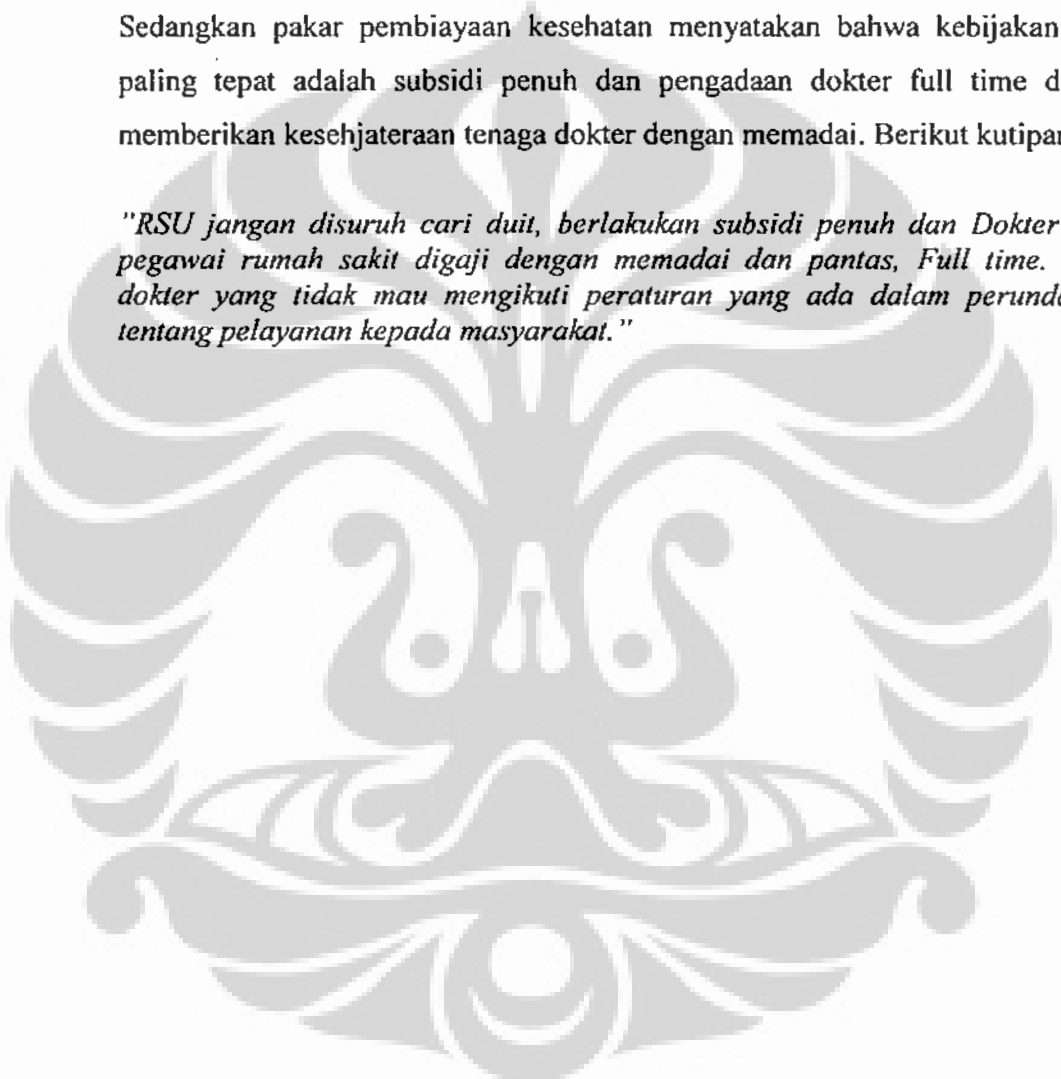 Sedangkan pakar pembiayaan kesehatan menyatakan bahwa kebijakan
paling tepat adalah subsidi penuh dan pengadaan dokter full time d
memberikan kesehjateraan tenaga dokter dengan memadai. Berikut kutipan
"RSU jangan disuruh cari duit, berlakukan subsidi penuh dan Dokter
pegawai rumah sakit digaji dengan memadai dan pantas, Full time.
dokter yang tidak mau mengikuti peraturan yang ada dalam perunda
tentang pelayanan kepada masyarakat."